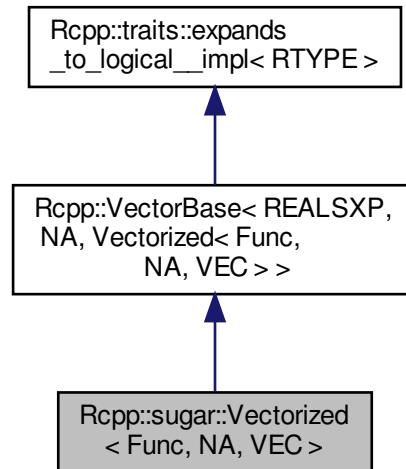 Rcpp::traits::expands
_to_logical__impl< RTYPE >
Rcpp::VectorBase< REALSXP,
NA, Vectorized< Func,
NA, VEC > >
Rcpp::sugar::Vectorized
< Func, NA, VEC >